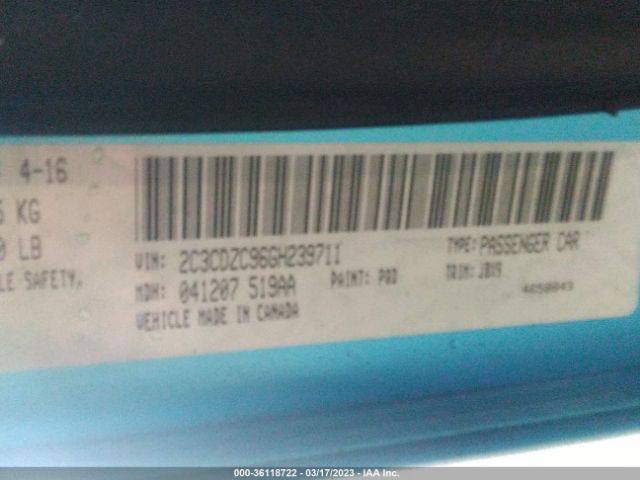 4-16
KG
LB
LE SAFETY,
VIN: 2C3CDZC96GH239711
TYPE: PASSENGER CAR
MDH: 041207 519AA
PAINT: PQD
TRIM: JBX9
VEHICLE MADE IN CANADA
000-36118722 - 03/17/2023 - IAA Inc.